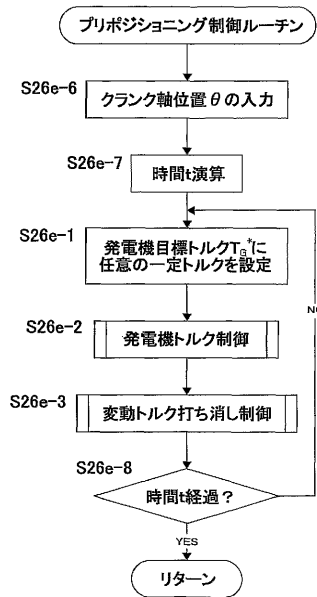 プリポジショニング制御ルーチン
S26e-6
クランク軸位置θの入力
S26e-7
時間t演算
S26e-1
発電機目標トルクTG*に
任意の一定トルクを設定
S26e-2
発電機トルク制御
S26e-3
変動トルク打ち消し制御
S26e-8
時間t経過?
NO
YES
リターン